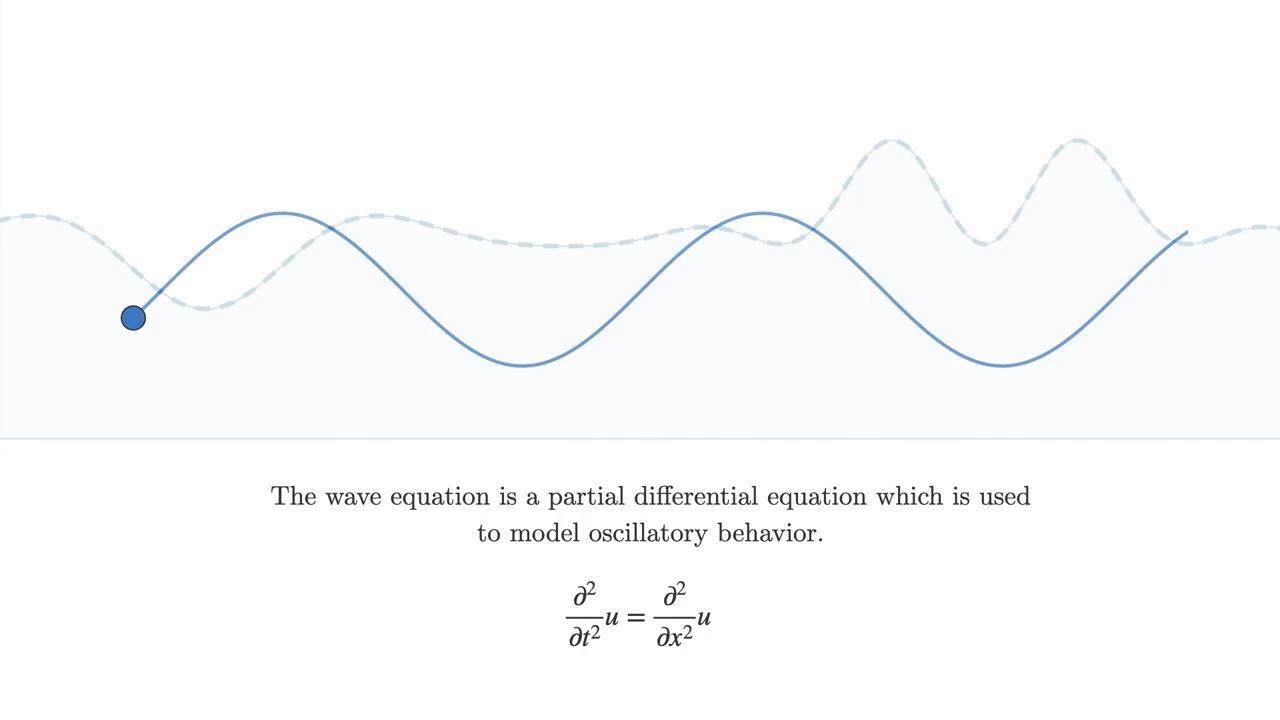 The wave equation is a partial differential equation which is used
to model oscillatory behavior.
∂²/∂t² u = ∂²/∂x² u